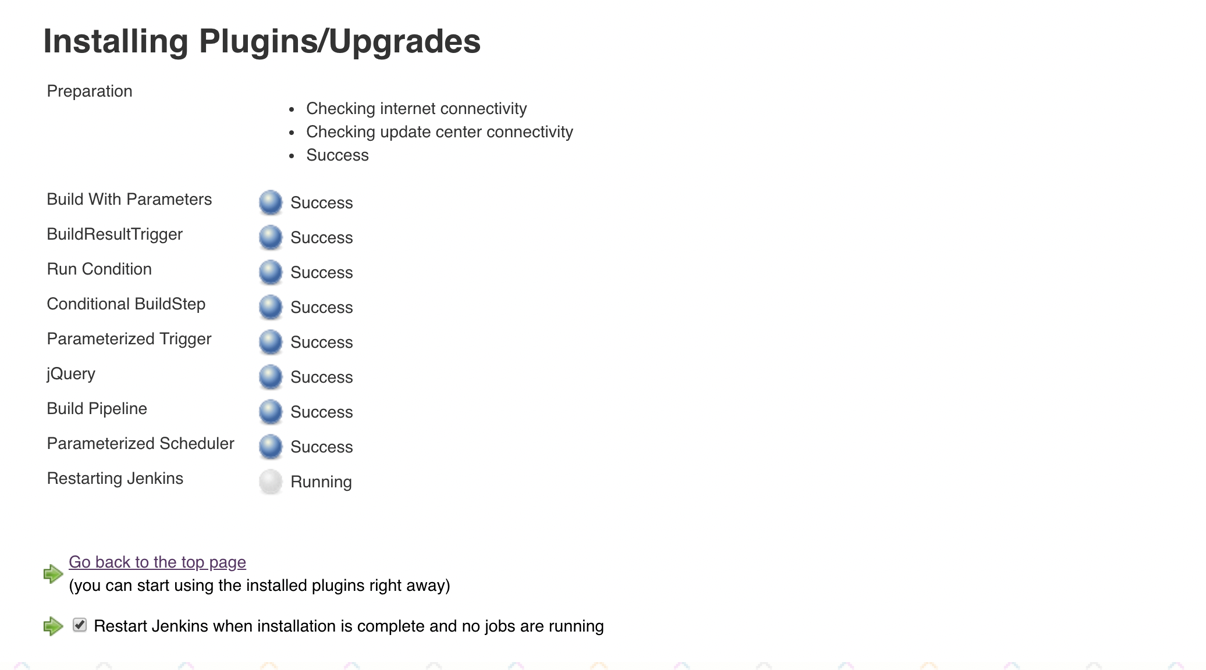 Installing Plugins/Upgrades
Preparation
Checking internet connectivity
Checking update center connectivity
Success
Build With Parameters Success
BuildResultTrigger Success
Run Condition Success
Conditional BuildStep Success
Parameterized Trigger Success
jQuery Success
Build Pipeline Success
Parameterized Scheduler Success
Restarting Jenkins Running
Go back to the top page
(you can start using the installed plugins right away)
Restart Jenkins when installation is complete and no jobs are running